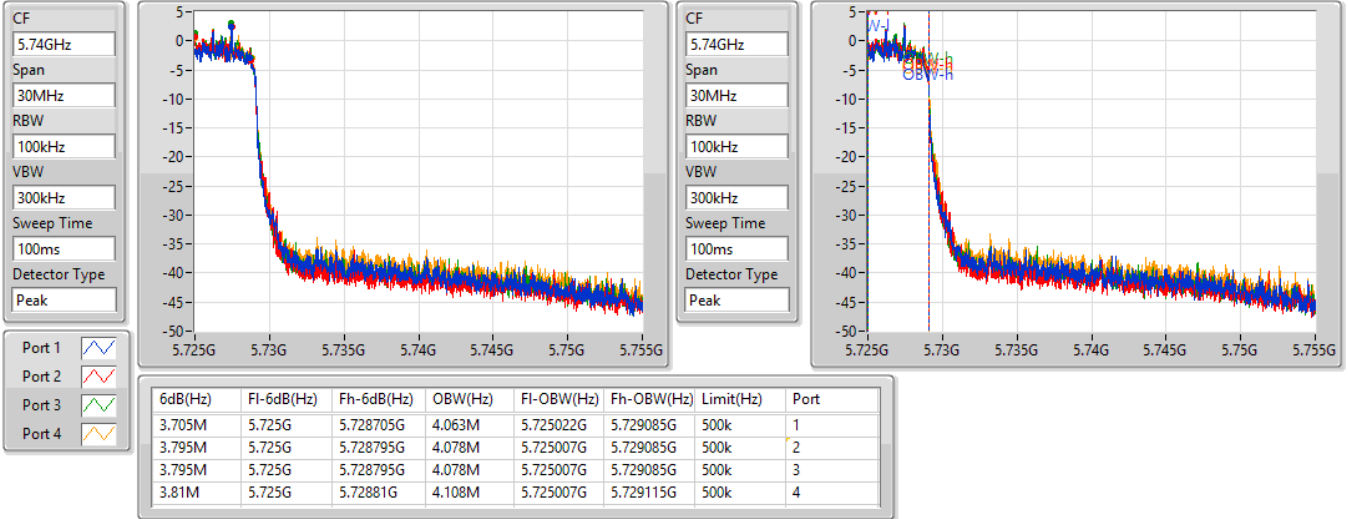 CF
5.74GHz
Span
30MHz
RBW
100kHz
VBW
300kHz
Sweep Time
100ms
Detector Type
Peak
5
0
-5
-10
-15
-20
-25
-30
-35
-40
-45
-50
5.725G 5.73G 5.735G 5.74G 5.745G 5.75G 5.755G
CF
5.74GHz
Span
30MHz
RBW
100kHz
VBW
300kHz
Sweep Time
100ms
Detector Type
Peak
5
0
-5
-10
-15
-20
-25
-30
-35
-40
-45
-50
OBW-h
5.725G 5.73G 5.735G 5.74G 5.745G 5.75G 5.755G
Port 1
Port 2
Port 3
Port 4
6dB(Hz) Fl-6dB(Hz) Fh-6dB(Hz) OBW(Hz) Fl-OBW(Hz) Fh-OBW(Hz) Limit(Hz) Port
3.705M 5.725G 5.728705G 4.063M 5.725022G 5.729085G 500k 1
3.795M 5.725G 5.728795G 4.078M 5.725007G 5.729085G 500k 2
3.795M 5.725G 5.728795G 4.078M 5.725007G 5.729085G 500k 3
3.81M 5.725G 5.72881G 4.108M 5.725007G 5.729115G 500k 4